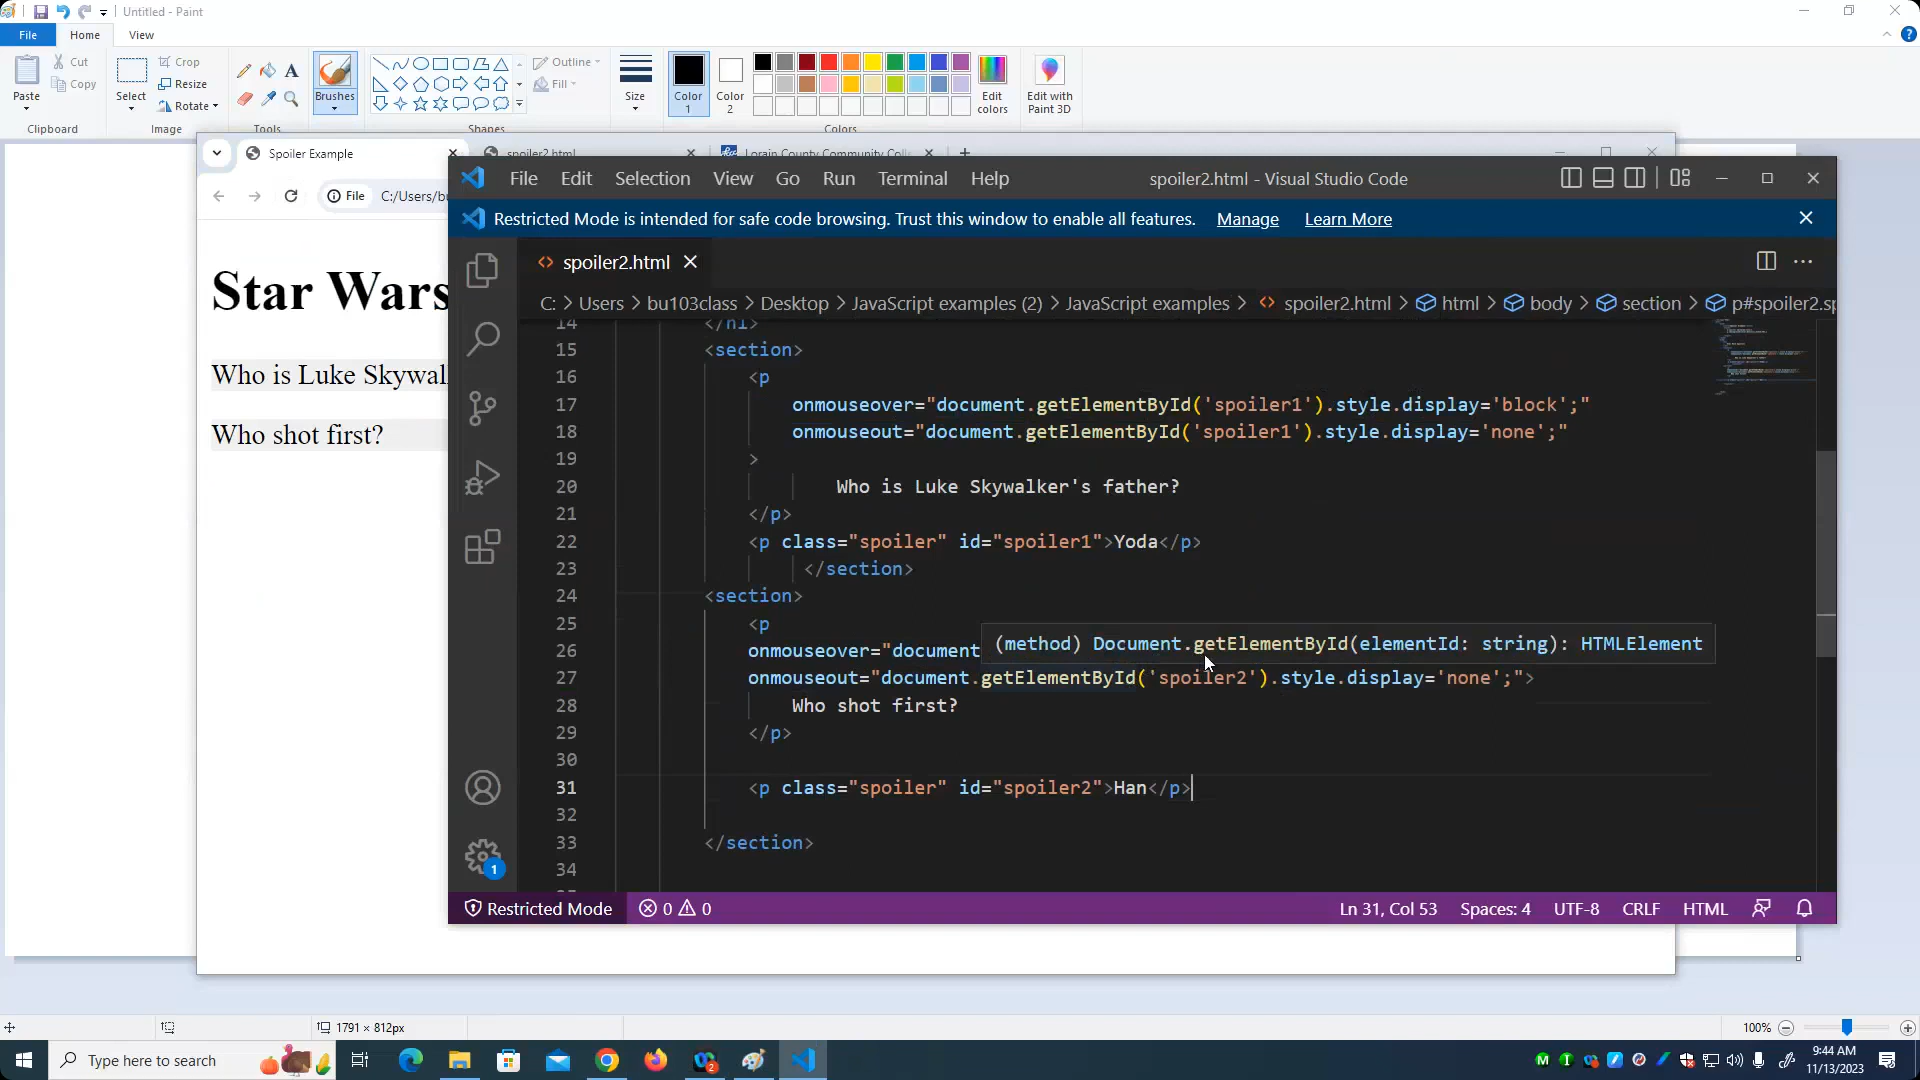 Untitled - Paint
File
Home
View
Paste
Cut
Copy
Clipboard
Select
Crop
Resize
Rotate
Image
Tools
Brushes
Outline
Fill
Shapes
Size
Color
1
Color
2
Edit
colors
Edit with
Paint 3D
Colors
Spoiler Example
spoiler2.html
Lorain County Community Coll
File
C:/Users/bu
Star Wars
Who is Luke Skywal
Who shot first?
File Edit Selection View Go Run Terminal Help
spoiler2.html - Visual Studio Code
Restricted Mode is intended for safe code browsing. Trust this window to enable all features. Manage Learn More
spoiler2.html
C: > Users > bu103class > Desktop > JavaScript examples (2) > JavaScript examples > spoiler2.html > html > body > section > p#spoiler2.sp
14 </h1>
15 <section>
16 <p
17 onmouseover="document.getElementById('spoiler1').style.display='block';"
18 onmouseout="document.getElementById('spoiler1').style.display='none';"
19 >
20 Who is Luke Skywalker's father?
21 </p>
22 <p class="spoiler" id="spoiler1">Yoda</p>
23 </section>
24 <section>
25 <p
26 onmouseover="document
(method) Document.getElementById(elementId: string): HTMLElement
27 onmouseout="document.getElementById('spoiler2').style.display='none';">
28 Who shot first?
29 </p>
30
31 <p class="spoiler" id="spoiler2">Han</p>
32
33 </section>
34
Restricted Mode 0 0 Ln 31, Col 53 Spaces: 4 UTF-8 CRLF HTML
1
1791 × 812px
100%
Type here to search
2
9:44 AM
11/13/2023